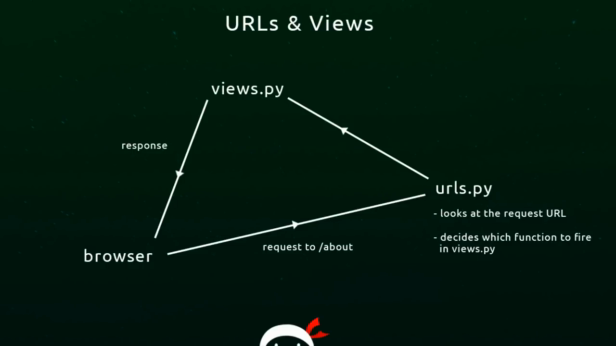 URLs & Views
views.py
response
urls.py
- looks at the request URL
- decides which function to fire
in views.py
browser
request to /about